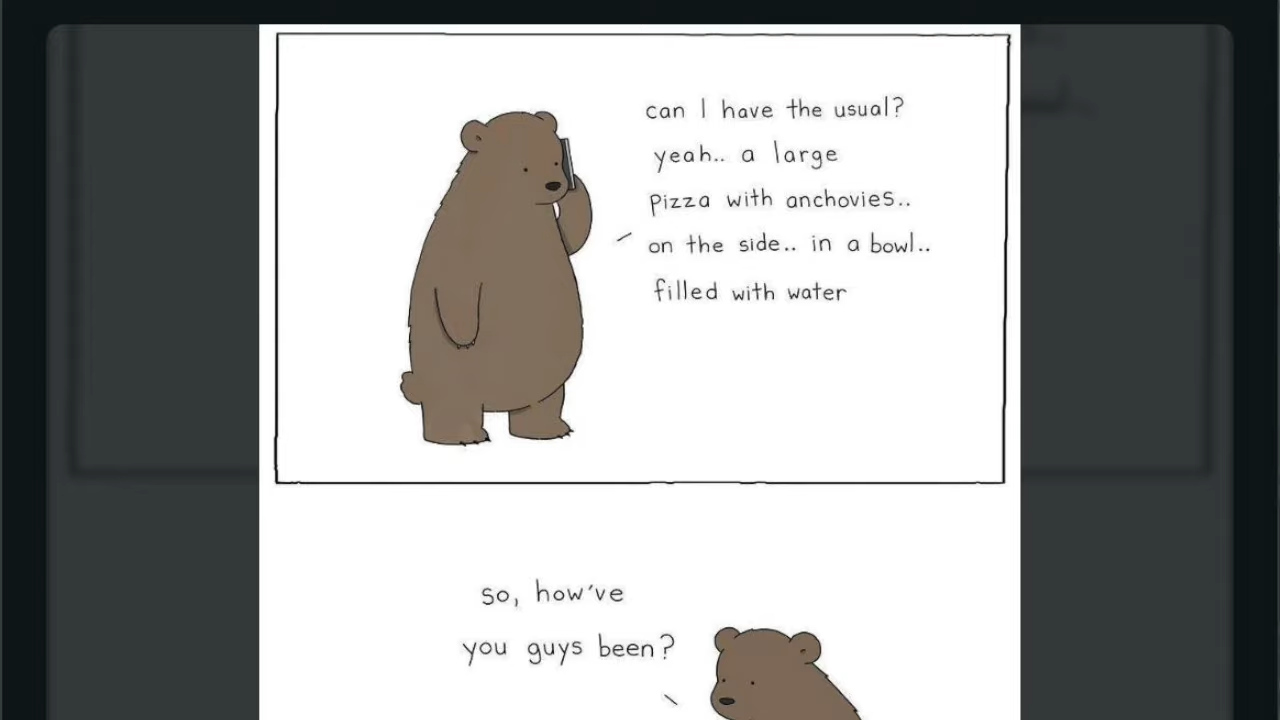 can I have the usual?
yeah.. a large
pizza with anchovies..
on the side.. in a bowl..
filled with water
so, how've
you guys been?